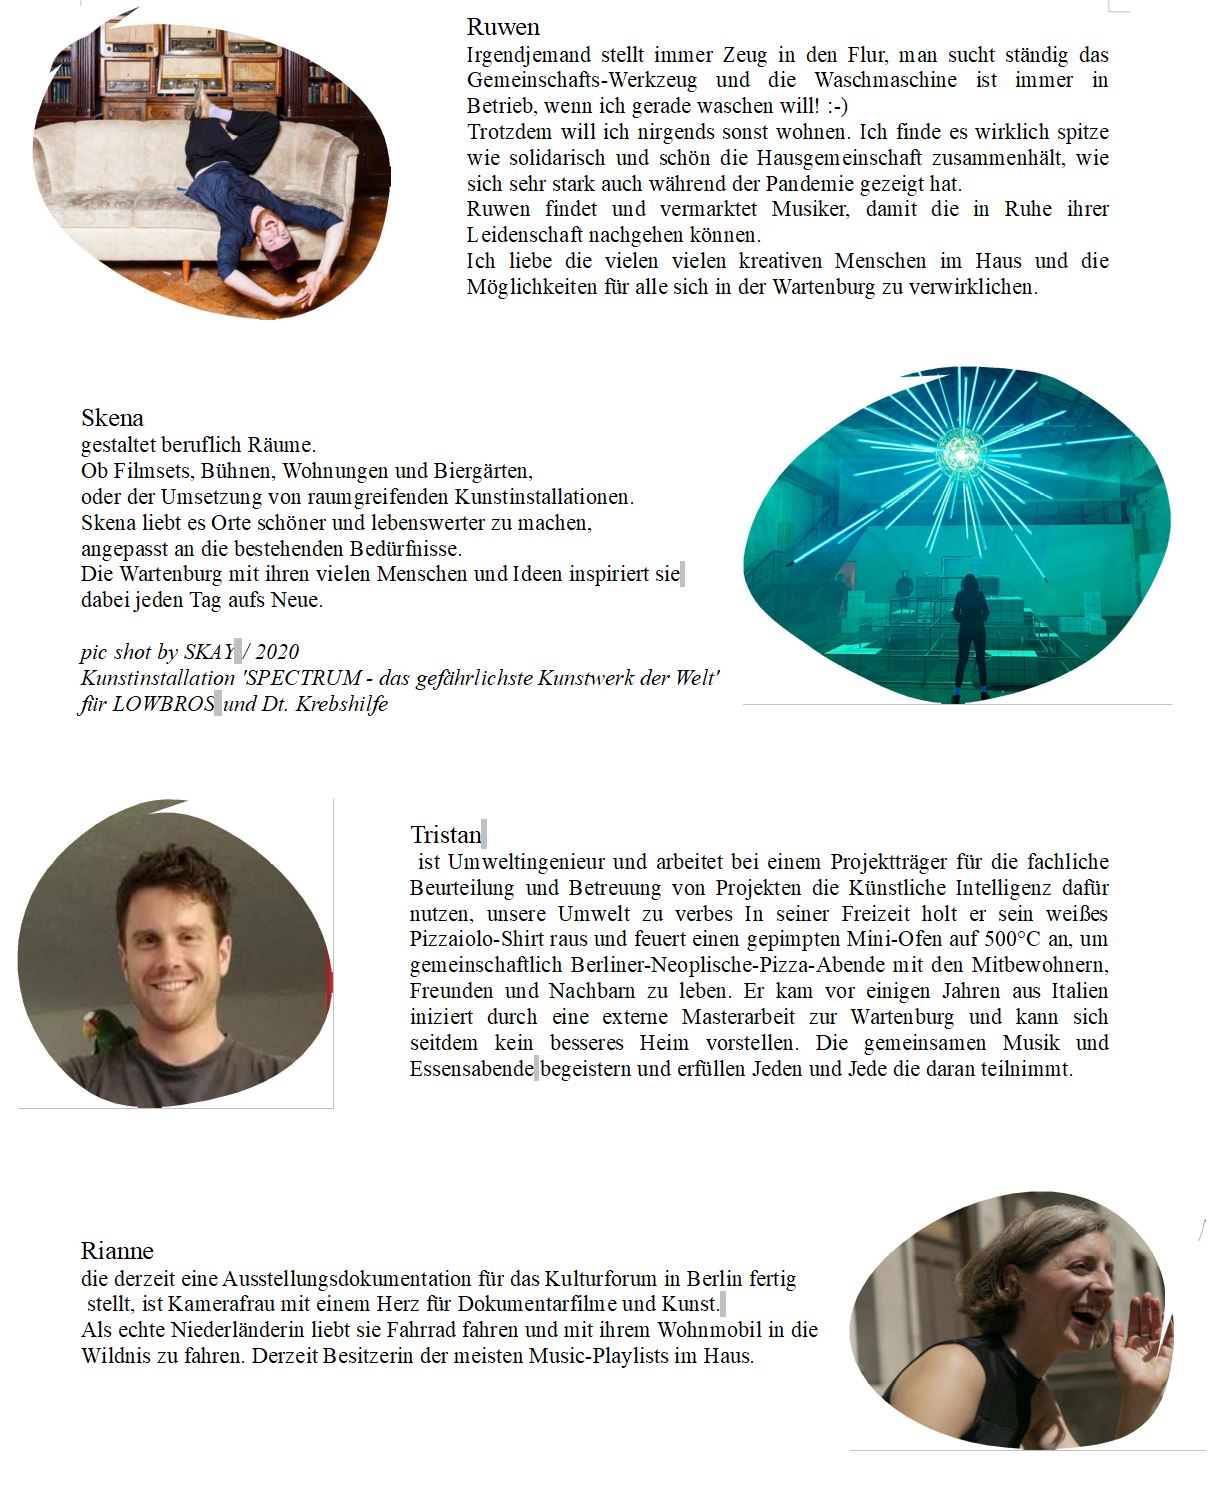 Ruwen
Irgendjemand stellt immer Zeug in den Flur, man sucht ständig das
Gemeinschafts-Werkzeug und die Waschmaschine ist immer in
Betrieb, wenn ich gerade waschen will! :-)
Trotzdem will ich nirgends sonst wohnen. Ich finde es wirklich spitze
wie solidarisch und schön die Hausgemeinschaft zusammenhält, wie
sich sehr stark auch während der Pandemie gezeigt hat.
Ruwen findet und vermarktet Musiker, damit die in Ruhe ihrer
Leidenschaft nachgehen können.
Ich liebe die vielen vielen kreativen Menschen im Haus und die
Möglichkeiten für alle sich in der Wartenburg zu verwirklichen.
Skena
gestaltet beruflich Räume.
Ob Filmsets, Bühnen, Wohnungen und Biergärten,
oder der Umsetzung von raumgreifenden Kunstinstallationen.
Skena liebt es Orte schöner und lebenswerter zu machen,
angepasst an die bestehenden Bedürfnisse.
Die Wartenburg mit ihren vielen Menschen und Ideen inspiriert sie
dabei jeden Tag aufs Neue.
pic shot by SKAY / 2020
Kunstinstallation 'SPECTRUM - das gefährlichste Kunstwerk der Welt'
für LOWBROS und Dt. Krebshilfe
Tristan
ist Umweltingenieur und arbeitet bei einem Projektträger für die fachliche
Beurteilung und Betreuung von Projekten die Künstliche Intelligenz dafür
nutzen, unsere Umwelt zu verbes In seiner Freizeit holt er sein weißes
Pizzaiolo-Shirt raus und feuert einen gepimpten Mini-Ofen auf 500°C an, um
gemeinschaftlich Berliner-Neoplische-Pizza-Abende mit den Mitbewohnern,
Freunden und Nachbarn zu leben. Er kam vor einigen Jahren aus Italien
iniziert durch eine externe Masterarbeit zur Wartenburg und kann sich
seitdem kein besseres Heim vorstellen. Die gemeinsamen Musik und
Essensabende begeistern und erfüllen Jeden und Jede die daran teilnimmt.
Rianne
die derzeit eine Ausstellungsdokumentation für das Kulturforum in Berlin fertig
stellt, ist Kamerafrau mit einem Herz für Dokumentarfilme und Kunst.
Als echte Niederländerin liebt sie Fahrrad fahren und mit ihrem Wohnmobil in die
Wildnis zu fahren. Derzeit Besitzerin der meisten Music-Playlists im Haus.